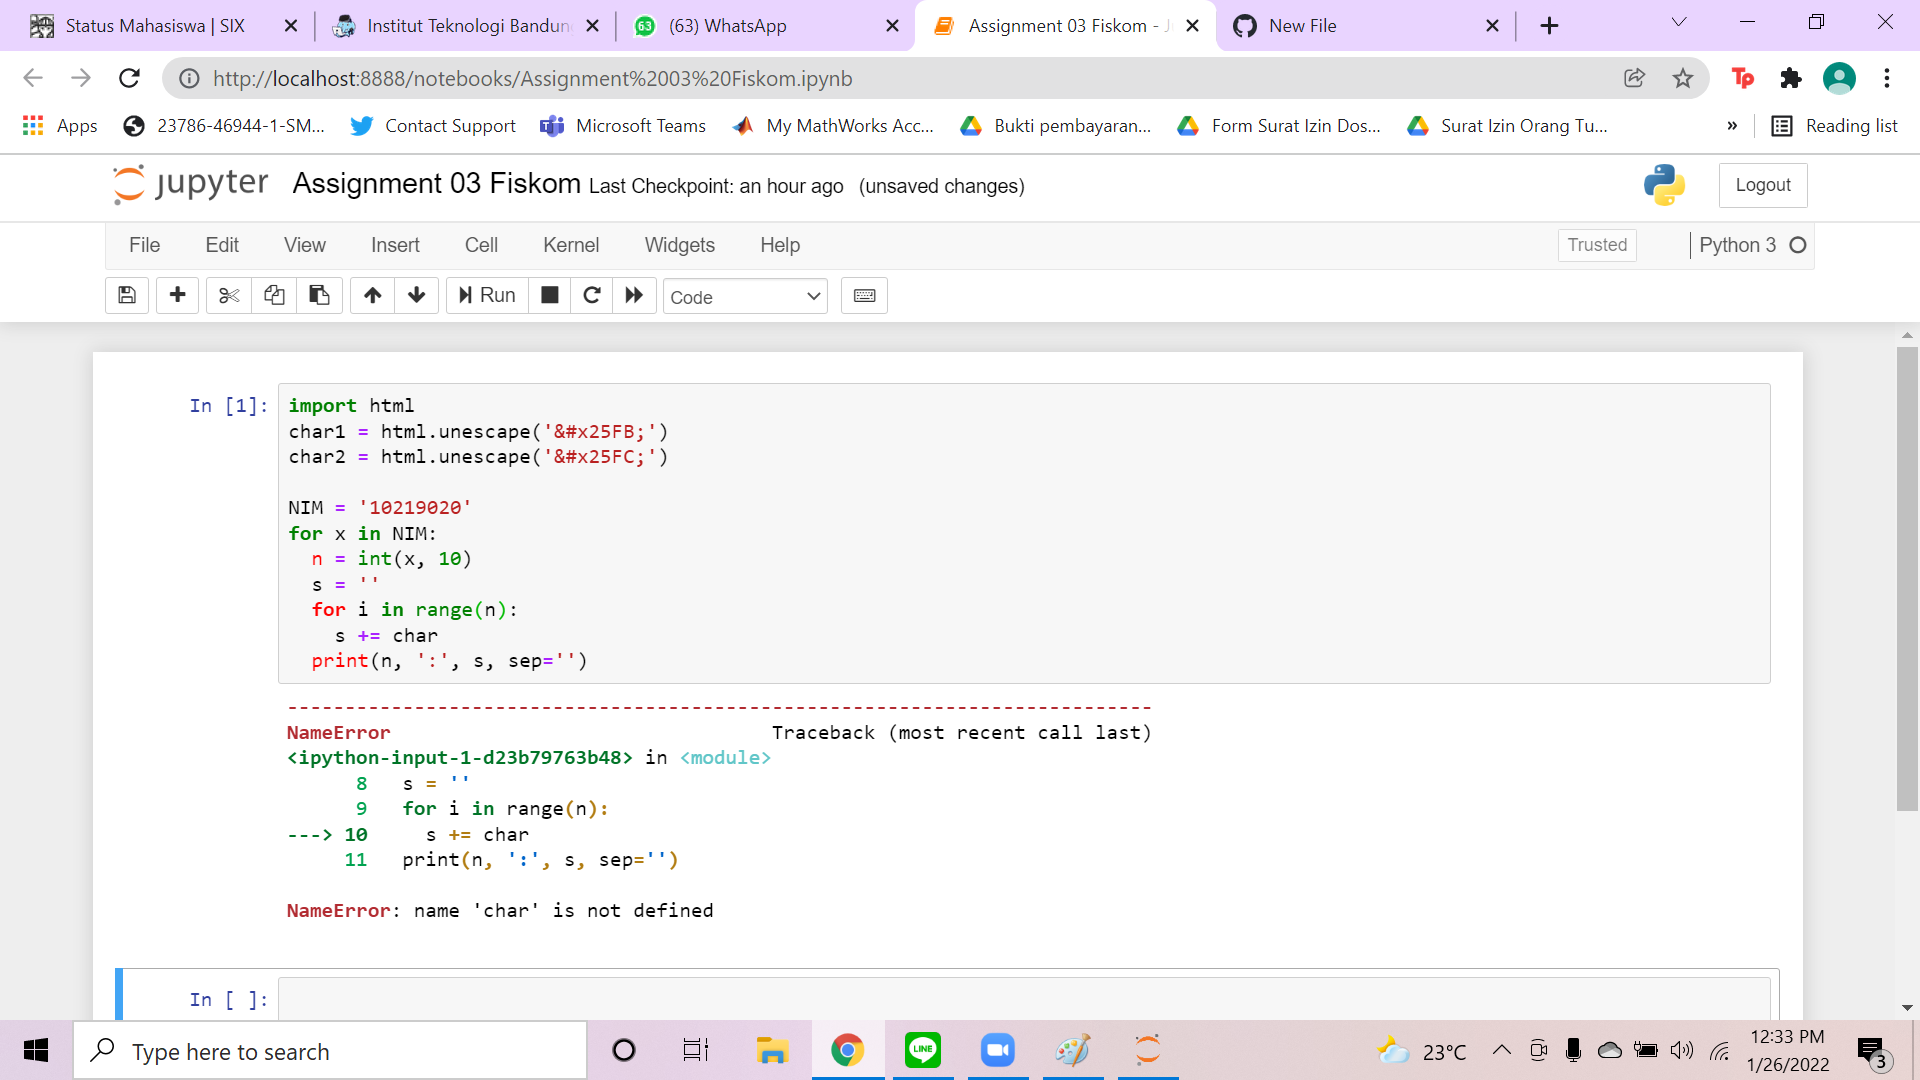 Status Mahasiswa | SIX
Institut Teknologi Bandung
63 (63) WhatsApp
Assignment 03 Fiskom - J
New File
http://localhost:8888/notebooks/Assignment%2003%20Fiskom.ipynb
Tp
Apps
23786-46944-1-SM...
Contact Support
Microsoft Teams
My MathWorks Acc...
Bukti pembayaran...
Form Surat Izin Dos...
Surat Izin Orang Tu...
»
Reading list
jupyter Assignment 03 Fiskom Last Checkpoint: an hour ago (unsaved changes)
Logout
File Edit View Insert Cell Kernel Widgets Help
Trusted
Python 3
Run
Code
In [1]:
import html
char1 = html.unescape('&#x25FB;')
char2 = html.unescape('&#x25FC;')
NIM = '10219020'
for x in NIM:
  n = int(x, 10)
  s = ''
  for i in range(n):
    s += char
  print(n, ':', s, sep='')
---------------------------------------------------------------------------
NameError                                 Traceback (most recent call last)
<ipython-input-1-d23b79763b48> in <module>
      8   s = ''
      9   for i in range(n):
---> 10     s += char
     11   print(n, ':', s, sep='')
NameError: name 'char' is not defined
In [ ]:
Type here to search
LINE
23°C
12:33 PM
1/26/2022
3